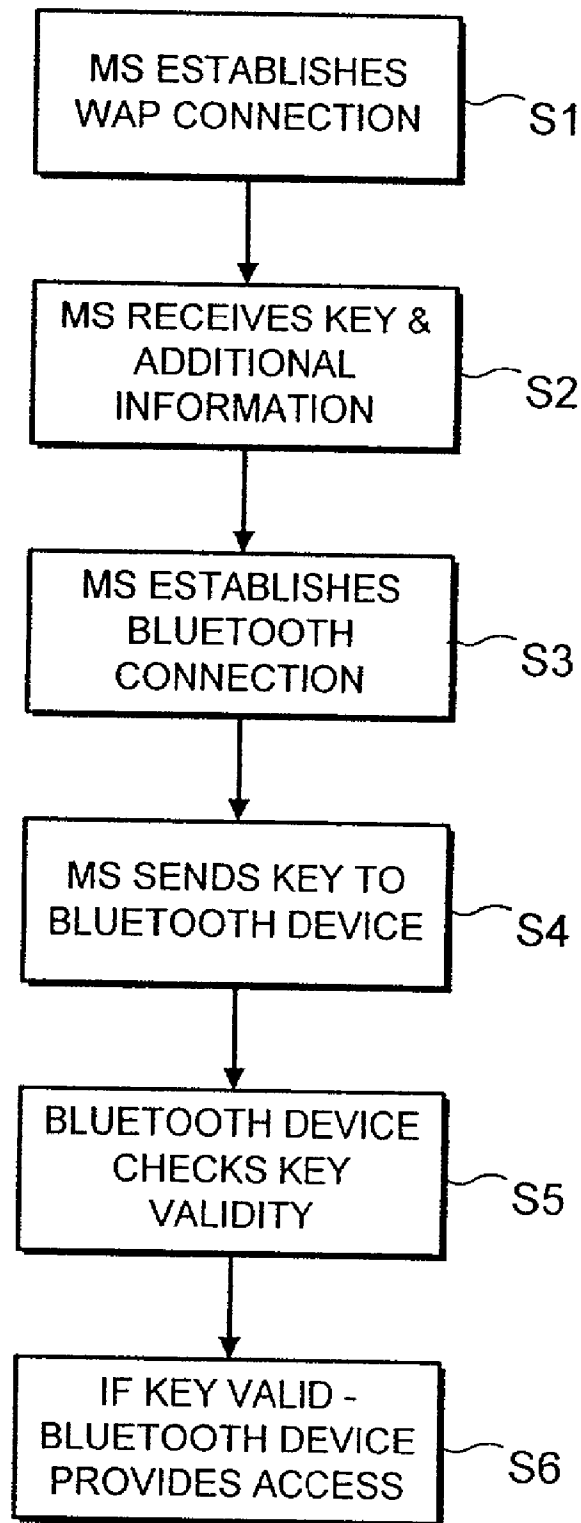 MS ESTABLISHES
WAP CONNECTION
S1
MS RECEIVES KEY &
ADDITIONAL
INFORMATION
S2
MS ESTABLISHES
BLUETOOTH
CONNECTION
S3
MS SENDS KEY TO
BLUETOOTH DEVICE
S4
BLUETOOTH DEVICE
CHECKS KEY
VALIDITY
S5
IF KEY VALID -
BLUETOOTH DEVICE
PROVIDES ACCESS
S6